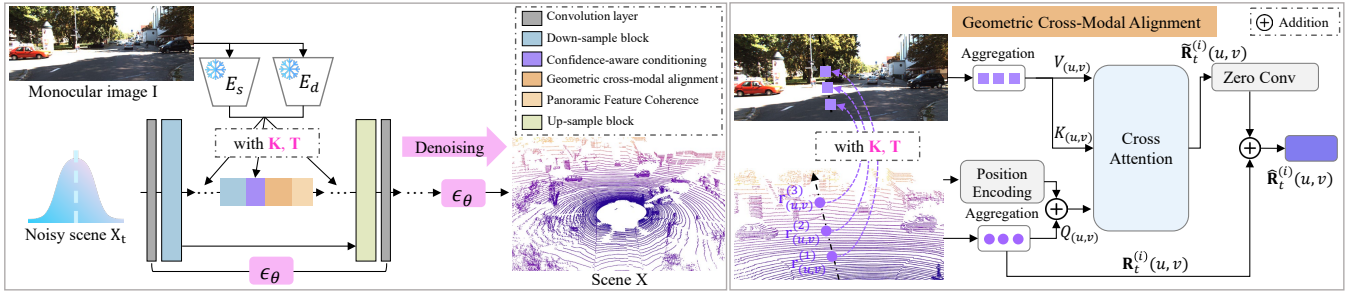 Monocular image I
E_s
E_d
with K, T
Noisy scene X_t
ϵ_θ
Denoising
ϵ_θ
Convolution layer
Down-sample block
Confidence-aware conditioning
Geometric cross-modal alignment
Panoramic Feature Coherence
Up-sample block
Scene X
Geometric Cross-Modal Alignment
Addition
with K, T
r_{(u,v)}^{(3)}
r_{(u,v)}^{(2)}
r_{(u,v)}^{(1)}
Aggregation
V_{(u,v)}
K_{(u,v)}
Position
Encoding
Aggregation
Q_{(u,v)}
Cross
Attention
R̃_t^{(i)}(u, v)
Zero Conv
R̂_t^{(i)}(u, v)
R_t^{(i)}(u, v)